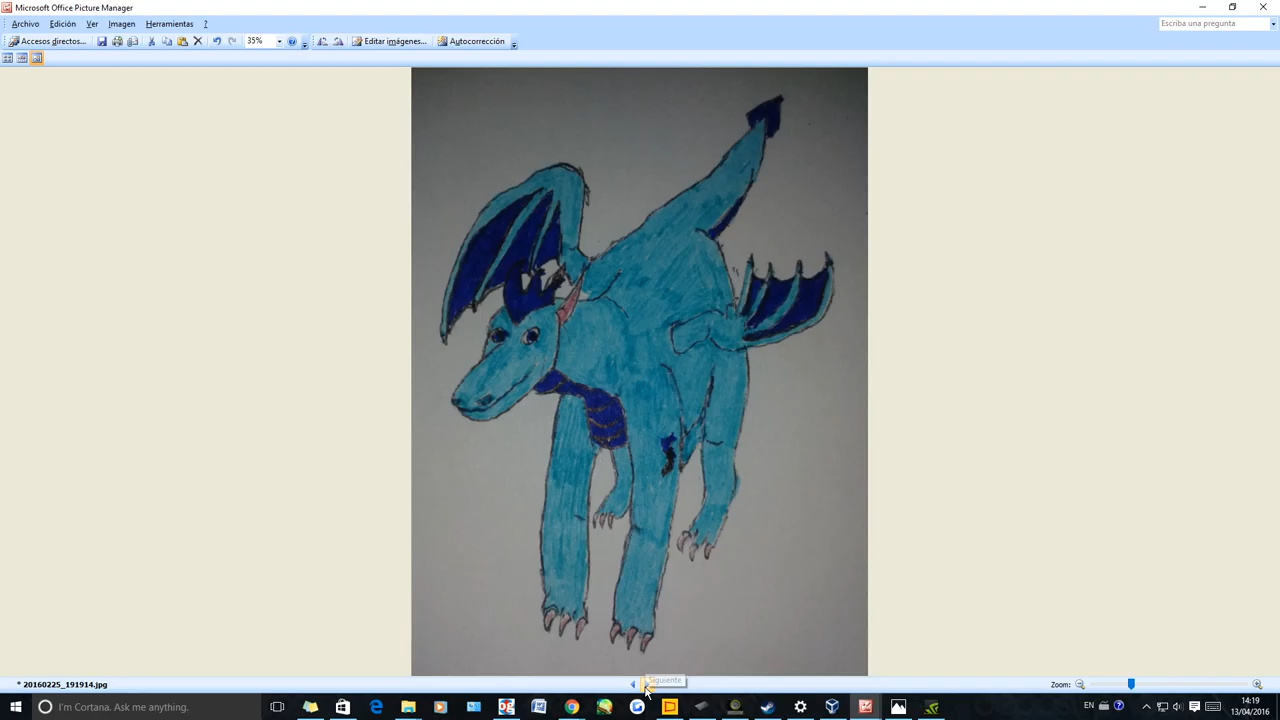 Microsoft Office Picture Manager
Archivo Edición Ver Imagen Herramientas ?
Escriba una pregunta
Accesos directos... 35% Editar imágenes... Autocorrección
Siguiente
* 20160225_191914.jpg Zoom:
I'm Cortana. Ask me anything. EN 14:19
13/04/2016